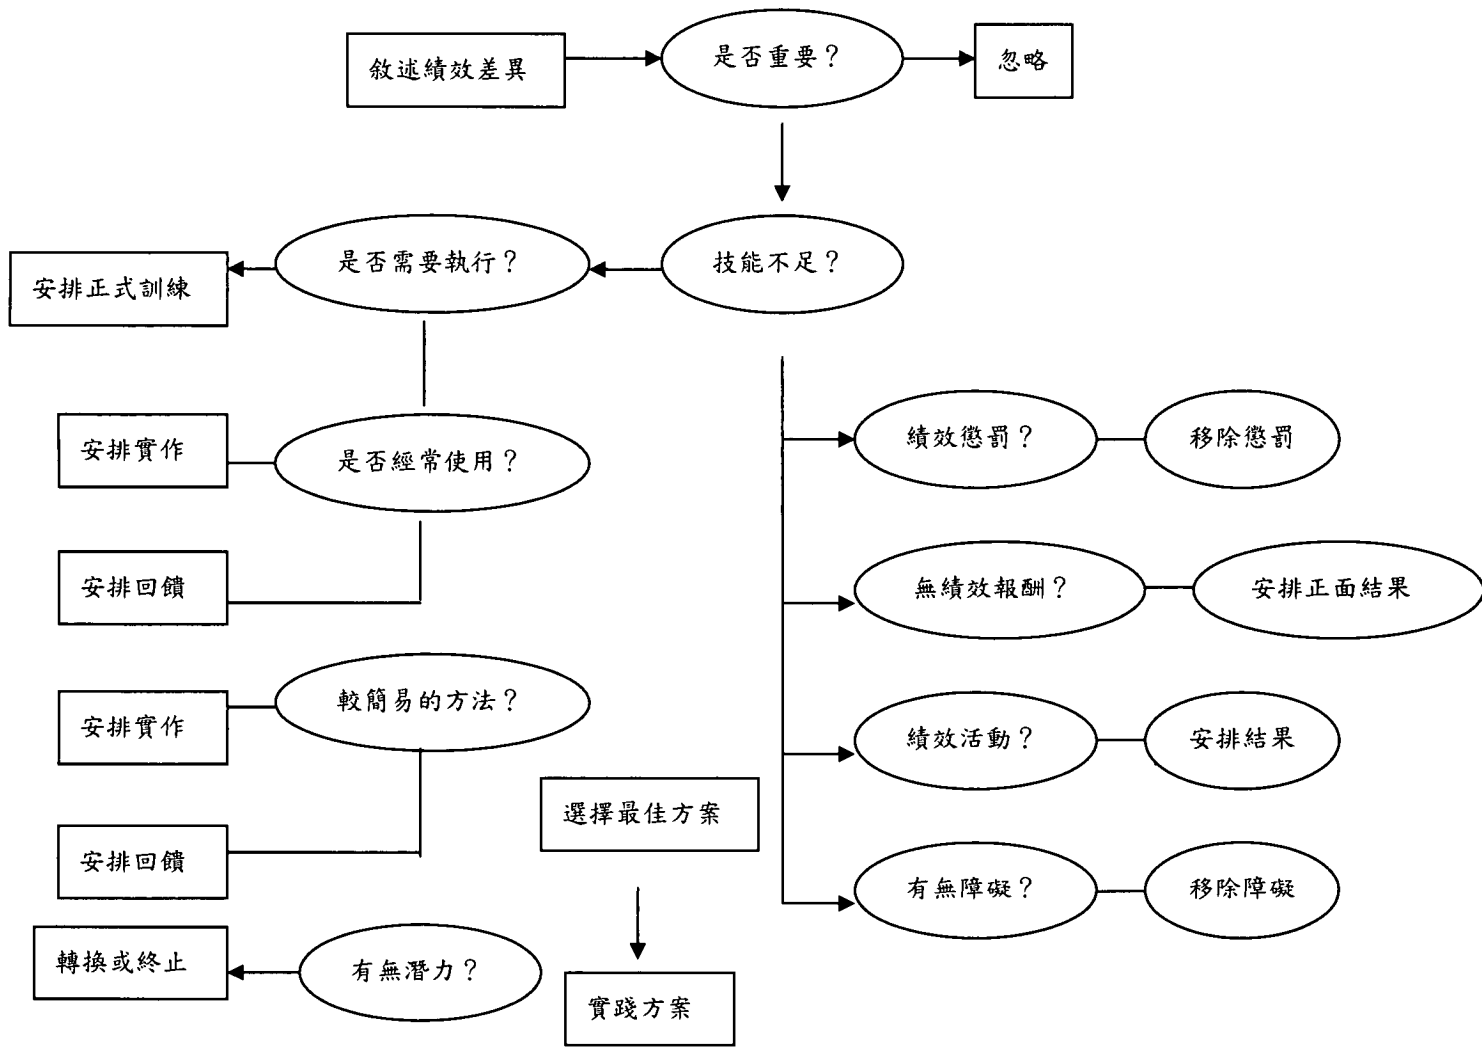 敘述績效差異
是否重要？
忽略
安排正式訓練
是否需要執行？
技能不足？
安排實作
是否經常使用？
績效懲罰？
移除懲罰
安排回饋
無績效報酬？
安排正面結果
安排實作
較簡易的方法？
績效活動？
安排結果
選擇最佳方案
安排回饋
有無障礙？
移除障礙
轉換或終止
有無潛力？
實踐方案